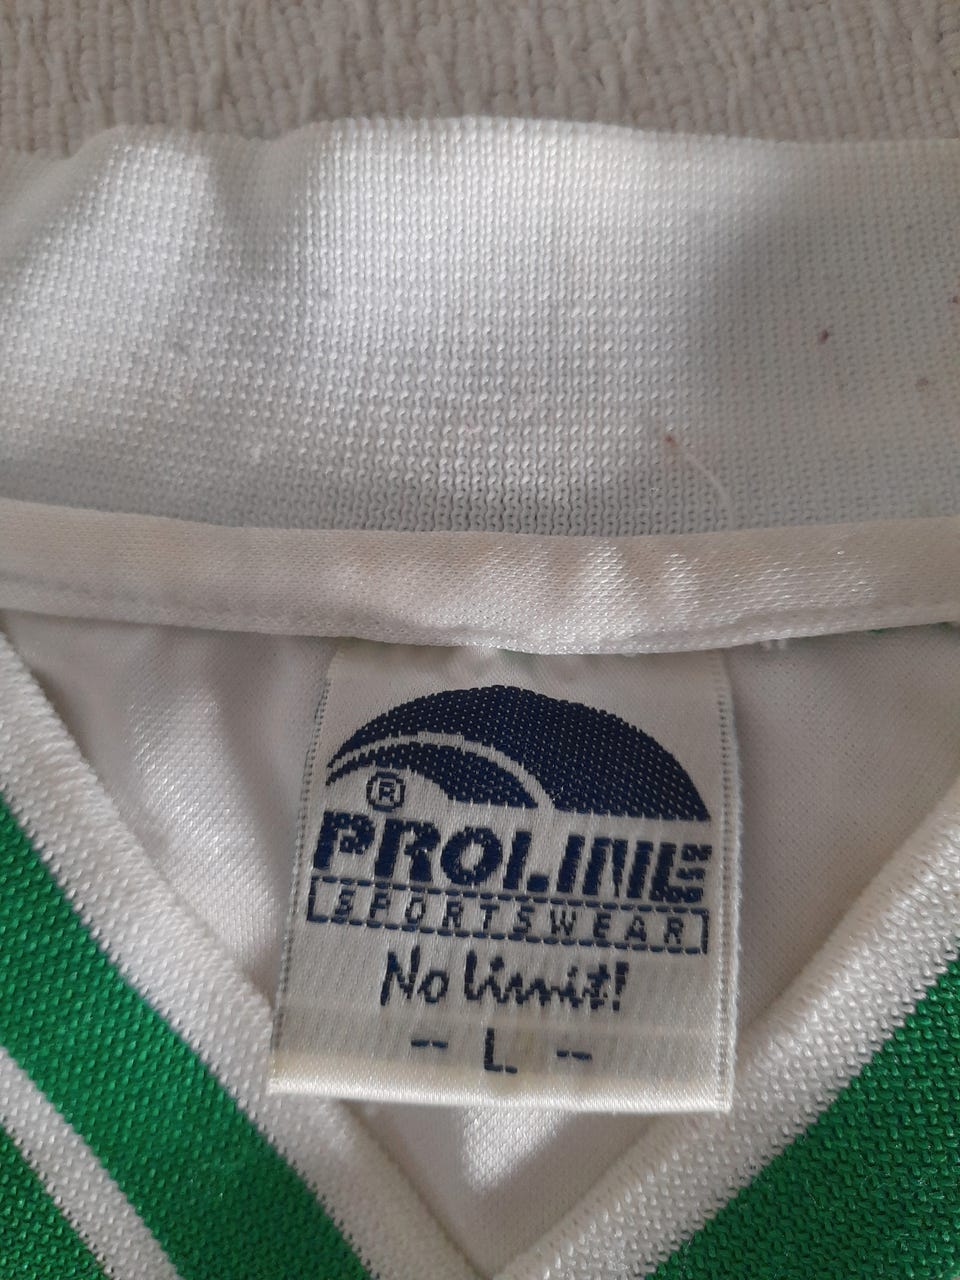 ®
PROLINE
SPORTSWEAR
No limit!
-- L --